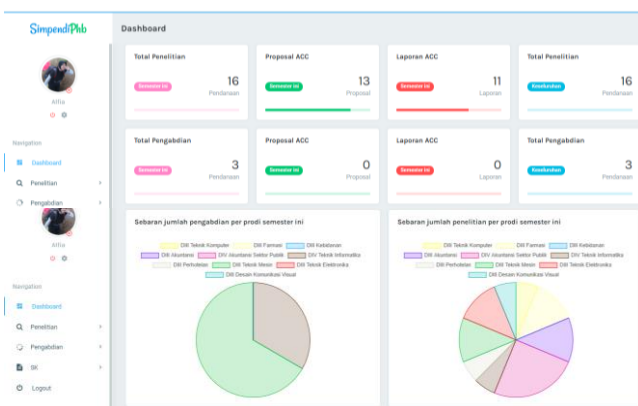 SimpendiPhb
Dashboard
Alfia
Navigation
Dashboard
Penelitian
Pengabdian
Alfia
Navigation
Dashboard
Penelitian
Pengabdian
SK
Logout
Total Penelitian
Semester ini
16
Pendanaan
Proposal ACC
Semester ini
13
Proposal
Laporan ACC
Semester ini
11
Laporan
Total Penelitian
Keseluruhan
16
Pendanaan
Total Pengabdian
Semester ini
3
Pendanaan
Proposal ACC
Semester ini
0
Proposal
Laporan ACC
Semester ini
0
Laporan
Total Pengabdian
Keseluruhan
3
Pendanaan
Sebaran jumlah pengabdian per prodi semester ini
DIII Teknik Komputer DIII Farmasi DIII Kebidanan
DIII Akuntansi DIV Akuntansi Sektor Publik DIV Teknik Informatika
DIII Perhotelan DIII Teknik Mesin DIII Teknik Elektronika
DIII Desain Komunikasi Visual
Sebaran jumlah penelitian per prodi semester ini
DIII Teknik Komputer DIII Farmasi DIII Kebidanan
DIII Akuntansi DIV Akuntansi Sektor Publik DIV Teknik Informatika
DIII Perhotelan DIII Teknik Mesin DIII Teknik Elektronika
DIII Desain Komunikasi Visual